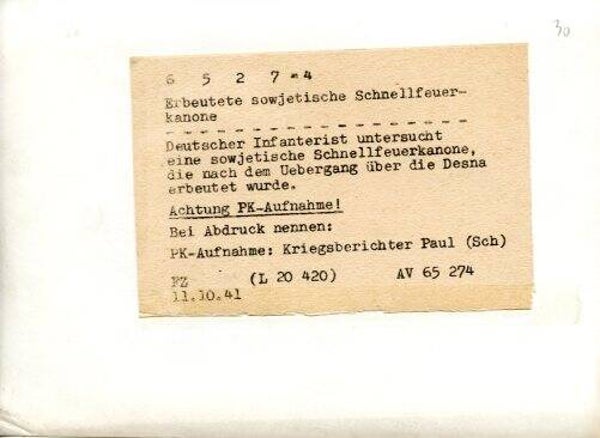 30
6 5 2 7-4
Erbeutete sowjetische Schnellfeuer-
kanone
- - - - - - - - - - - - - - - - - - - - - -
Deutscher Infanterist untersucht
eine sowjetische Schnellfeuerkanone,
die nach dem Uebergang über die Desna
erbeutet wurde.
Achtung PK-Aufnahme!
Bei Abdruck nennen:
PK-Aufnahme: Kriegsberichter Paul (Sch)
FZ (L 20 420) AV 65 274
11.10.41